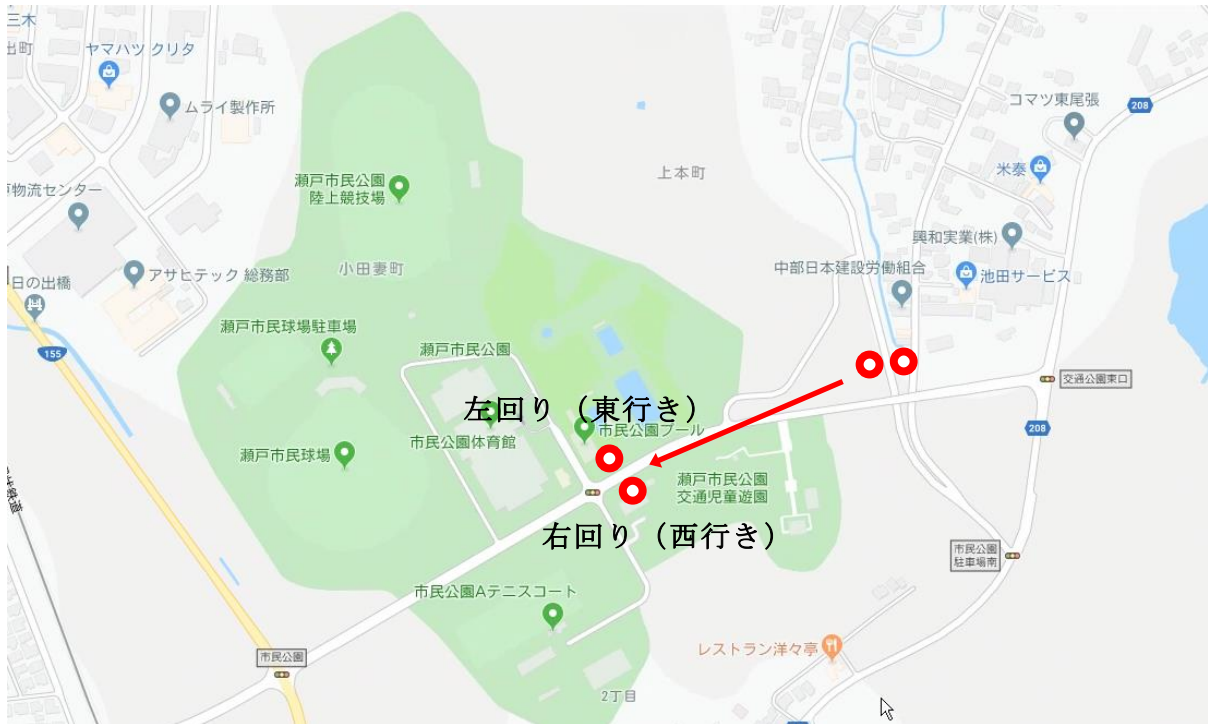 三木
出町
ヤマハツ クリタ
ムライ製作所
コマツ東尾張
208
瀬戸市民公園
陸上競技場
上本町
米泰
物流センター
興和実業(株)
アサヒテック 総務部
小田妻町
中部日本建設労働組合
池田サービス
日の出橋
瀬戸市民球場駐車場
155
瀬戸市民公園
交通公園東口
左回り（東行き）
市民公園プール
市民公園体育館
208
瀬戸市民球場
瀬戸市民公園
交通児童遊園
右回り（西行き）
市民公園
駐車場南
市民公園Aテニスコート
レストラン洋々亭
市民公園
2丁目